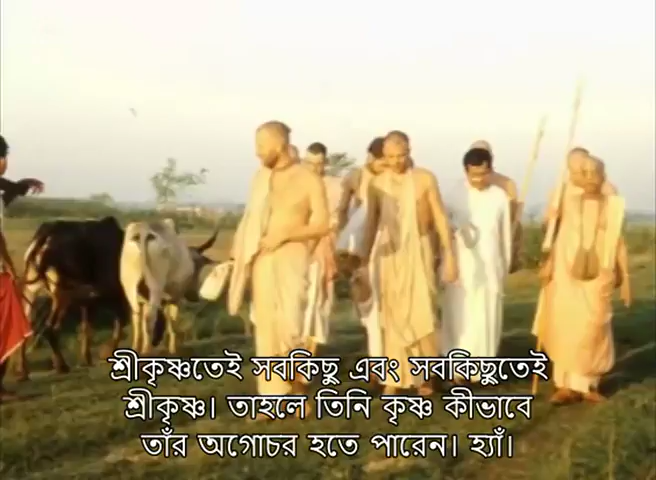 শ্রীকৃষ্ণতেই সবকিছু এবং সবকিছুতেই
শ্রীকৃষ্ণ। তাহলে তিনি কৃষ্ণ কীভাবে
তাঁর অগোচর হতে পারেন। হ্যাঁ।